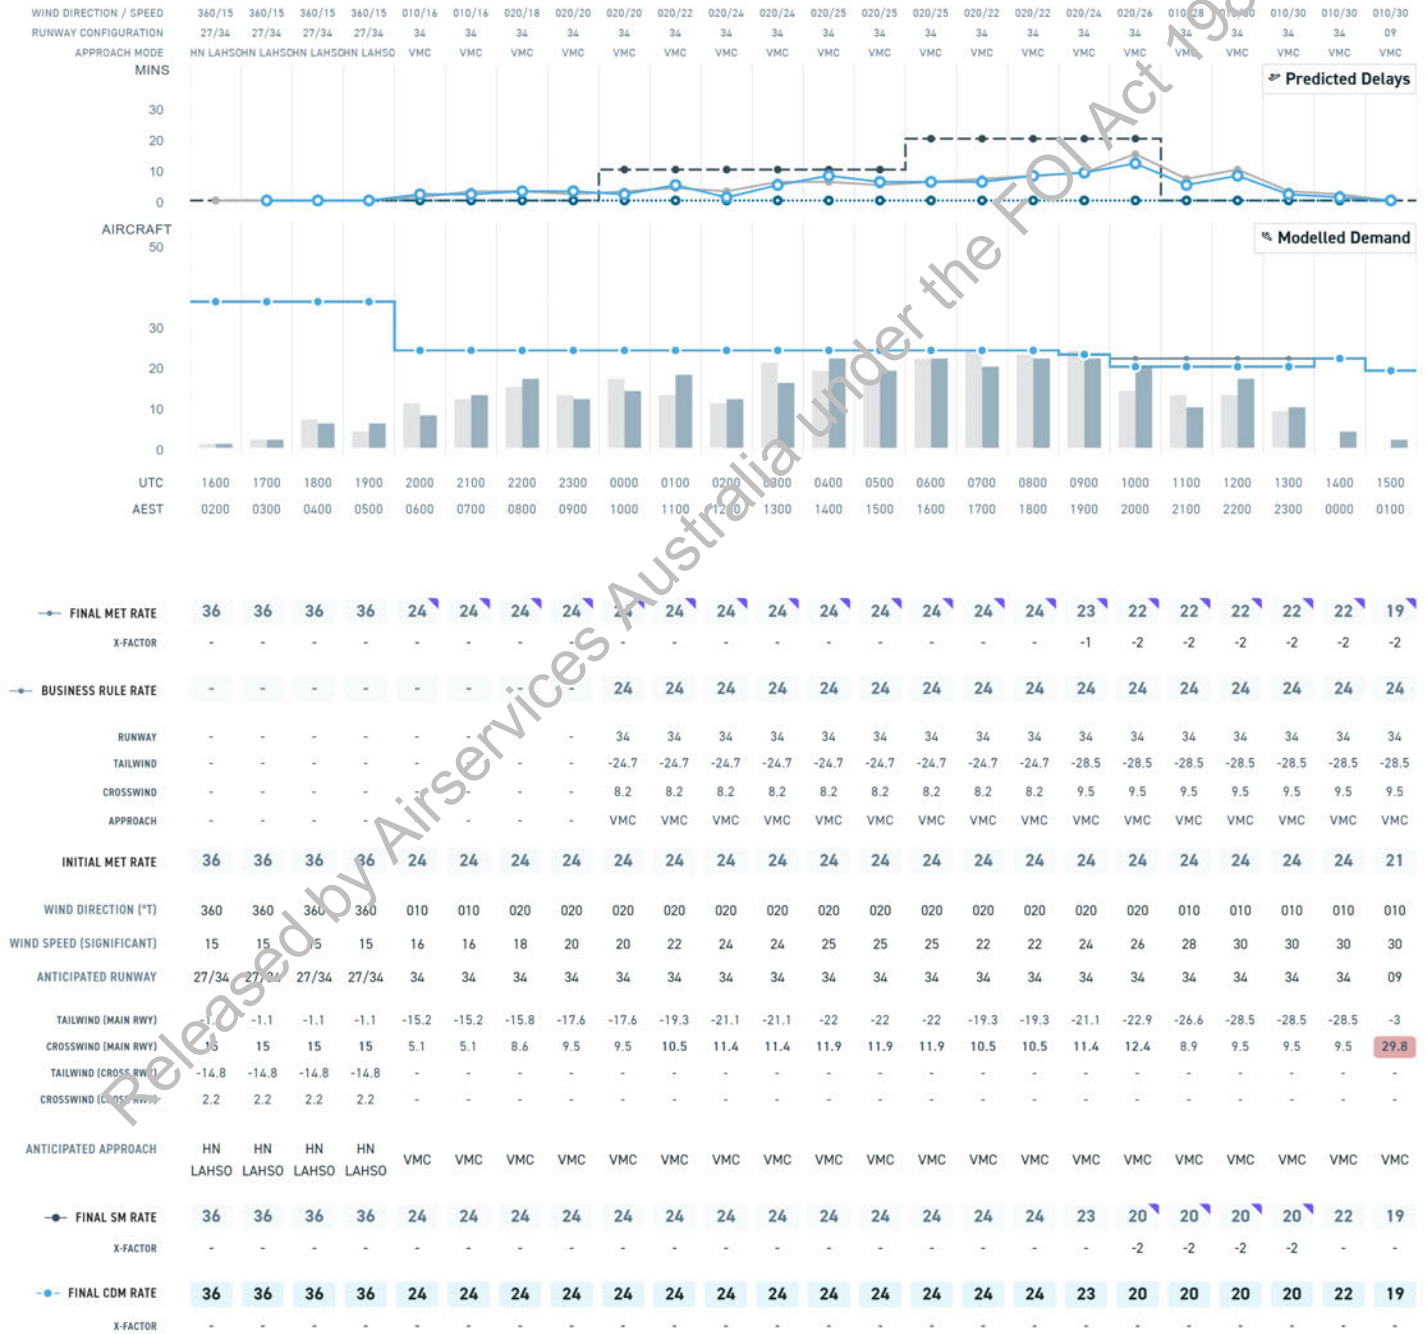 WIND DIRECTION / SPEED 360/15 360/15 360/15 360/15 010/16 010/16 020/18 020/20 020/20 020/22 020/24 020/24 020/25 020/25 020/25 020/22 020/22 020/24 020/26 010/28 010/30 010/30 010/30 010/30
RUNWAY CONFIGURATION 27/34 27/34 27/34 27/34 34 34 34 34 34 34 34 34 34 34 34 34 34 34 34 34 34 34 34 09
APPROACH MODE HN LAHSO HN LAHSO HN LAHSO HN LAHSO VMC VMC VMC VMC VMC VMC VMC VMC VMC VMC VMC VMC VMC VMC VMC VMC VMC VMC VMC VMC
MINS
Predicted Delays
30
20
10
0
AIRCRAFT
Modelled Demand
50
30
20
10
0
UTC 1600 1700 1800 1900 2000 2100 2200 2300 0000 0100 0200 0300 0400 0500 0600 0700 0800 0900 1000 1100 1200 1300 1400 1500
AEST 0200 0300 0400 0500 0600 0700 0800 0900 1000 1100 1200 1300 1400 1500 1600 1700 1800 1900 2000 2100 2200 2300 0000 0100
FINAL MET RATE 36 36 36 36 24 24 24 24 24 24 24 24 24 24 24 24 24 23 22 22 22 22 22 19
X-FACTOR - - - - - - - - - - - - - - - - - -1 -2 -2 -2 -2 -2 -2
BUSINESS RULE RATE - - - - - - - - 24 24 24 24 24 24 24 24 24 24 24 24 24 24 24 24
RUNWAY - - - - - - - - 34 34 34 34 34 34 34 34 34 34 34 34 34 34 34 34
TAILWIND - - - - - - - - -24.7 -24.7 -24.7 -24.7 -24.7 -24.7 -24.7 -24.7 -24.7 -28.5 -28.5 -28.5 -28.5 -28.5 -28.5 -28.5
CROSSWIND - - - - - - - - 8.2 8.2 8.2 8.2 8.2 8.2 8.2 8.2 8.2 9.5 9.5 9.5 9.5 9.5 9.5 9.5
APPROACH - - - - - - - - VMC VMC VMC VMC VMC VMC VMC VMC VMC VMC VMC VMC VMC VMC VMC VMC
INITIAL MET RATE 36 36 36 36 24 24 24 24 24 24 24 24 24 24 24 24 24 24 24 24 24 24 24 21
WIND DIRECTION (°T) 360 360 360 360 010 010 020 020 020 020 020 020 020 020 020 020 020 020 020 010 010 010 010 010
WIND SPEED (SIGNIFICANT) 15 15 15 15 16 16 18 20 20 22 24 24 25 25 25 22 22 24 26 28 30 30 30 30
ANTICIPATED RUNWAY 27/34 27/34 27/34 27/34 34 34 34 34 34 34 34 34 34 34 34 34 34 34 34 34 34 34 34 09
TAILWIND (MAIN RWY) -1.1 -1.1 -1.1 -1.1 -15.2 -15.2 -15.8 -17.6 -17.6 -19.3 -21.1 -21.1 -22 -22 -22 -19.3 -19.3 -21.1 -22.9 -26.6 -28.5 -28.5 -28.5 -3
CROSSWIND (MAIN RWY) 15 15 15 15 5.1 5.1 8.6 9.5 9.5 10.5 11.4 11.4 11.9 11.9 11.9 10.5 10.5 11.4 12.4 8.9 9.5 9.5 9.5 29.8
TAILWIND (CROSS RWY) -14.8 -14.8 -14.8 -14.8 - - - - - - - - - - - - - - - - - - - -
CROSSWIND (CROSS RWY) 2.2 2.2 2.2 2.2 - - - - - - - - - - - - - - - - - - - -
ANTICIPATED APPROACH HN LAHSO HN LAHSO HN LAHSO HN LAHSO VMC VMC VMC VMC VMC VMC VMC VMC VMC VMC VMC VMC VMC VMC VMC VMC VMC VMC VMC VMC
FINAL SM RATE 36 36 36 36 24 24 24 24 24 24 24 24 24 24 24 24 24 23 20 20 20 20 22 19
X-FACTOR - - - - - - - - - - - - - - - - - - -2 -2 -2 -2 - -
FINAL CDM RATE 36 36 36 36 24 24 24 24 24 24 24 24 24 24 24 24 24 23 20 20 20 20 22 19
X-FACTOR - - - - - - - - - - - - - - - - - - - - - - - -
Released by Airservices Australia under the FOI Act 198